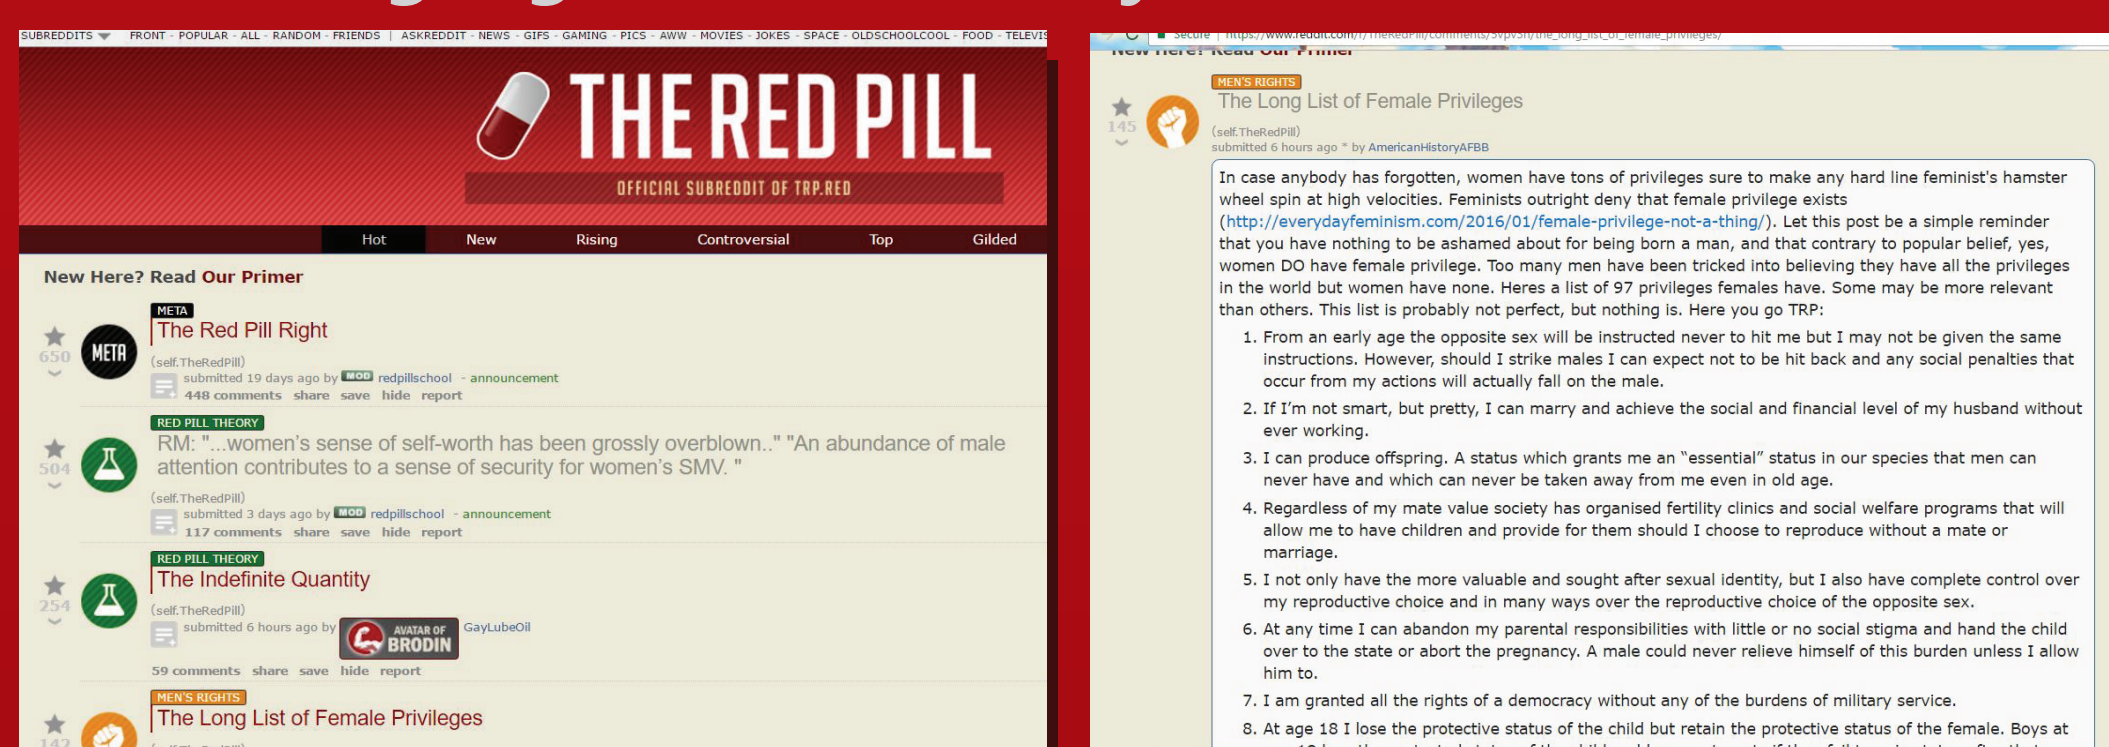 SUBREDDITS FRONT - POPULAR - ALL - RANDOM - FRIENDS | ASKREDDIT - NEWS - GIFS - GAMING - PICS - AWW - MOVIES - JOKES - SPACE - OLDSCHOOLCOOL - FOOD - TELEVIS
THE RED PILL
OFFICIAL SUBREDDIT OF TRP.RED
Hot New Rising Controversial Top Gilded
New Here? Read Our Primer
META
The Red Pill Right
650
META
(self.TheRedPill)
submitted 19 days ago by MOD redpillschool - announcement
448 comments share save hide report
RED PILL THEORY
RM: "...women's sense of self-worth has been grossly overblown.." "An abundance of male
attention contributes to a sense of security for women's SMV. "
504
(self.TheRedPill)
submitted 3 days ago by MOD redpillschool - announcement
117 comments share save hide report
RED PILL THEORY
The Indefinite Quantity
254
(self.TheRedPill)
submitted 6 hours ago by AVATAR OF BRODIN GayLubeOil
59 comments share save hide report
MEN'S RIGHTS
The Long List of Female Privileges
142
Secure | https://www.reddit.com/r/TheRedPill/comments/5vpv5h/the_long_list_of_female_privileges/
New Here? Read Our Primer
MEN'S RIGHTS
The Long List of Female Privileges
145
(self.TheRedPill)
submitted 6 hours ago * by AmericanHistoryAFBB
In case anybody has forgotten, women have tons of privileges sure to make any hard line feminist's hamster
wheel spin at high velocities. Feminists outright deny that female privilege exists
(http://everydayfeminism.com/2016/01/female-privilege-not-a-thing/). Let this post be a simple reminder
that you have nothing to be ashamed about for being born a man, and that contrary to popular belief, yes,
women DO have female privilege. Too many men have been tricked into believing they have all the privileges
in the world but women have none. Heres a list of 97 privileges females have. Some may be more relevant
than others. This list is probably not perfect, but nothing is. Here you go TRP:
1. From an early age the opposite sex will be instructed never to hit me but I may not be given the same
instructions. However, should I strike males I can expect not to be hit back and any social penalties that
occur from my actions will actually fall on the male.
2. If I'm not smart, but pretty, I can marry and achieve the social and financial level of my husband without
ever working.
3. I can produce offspring. A status which grants me an “essential” status in our species that men can
never have and which can never be taken away from me even in old age.
4. Regardless of my mate value society has organised fertility clinics and social welfare programs that will
allow me to have children and provide for them should I choose to reproduce without a mate or
marriage.
5. I not only have the more valuable and sought after sexual identity, but I also have complete control over
my reproductive choice and in many ways over the reproductive choice of the opposite sex.
6. At any time I can abandon my parental responsibilities with little or no social stigma and hand the child
over to the state or abort the pregnancy. A male could never relieve himself of this burden unless I allow
him to.
7. I am granted all the rights of a democracy without any of the burdens of military service.
8. At age 18 I lose the protective status of the child but retain the protective status of the female. Boys at